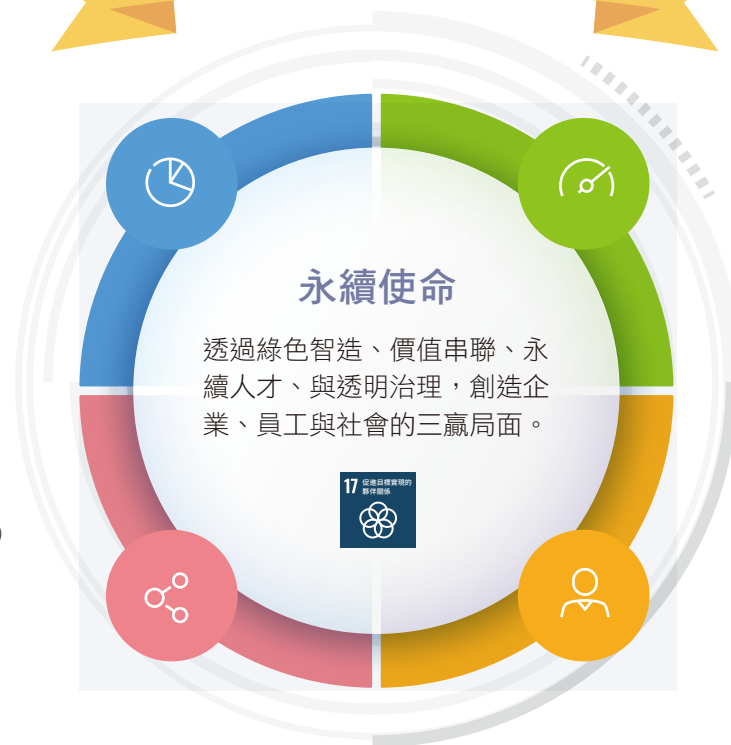 永續使命
透過綠色智造、價值串聯、永
續人才、與透明治理，創造企
業、員工與社會的三贏局面。
17 促進目標實現的
夥伴關係